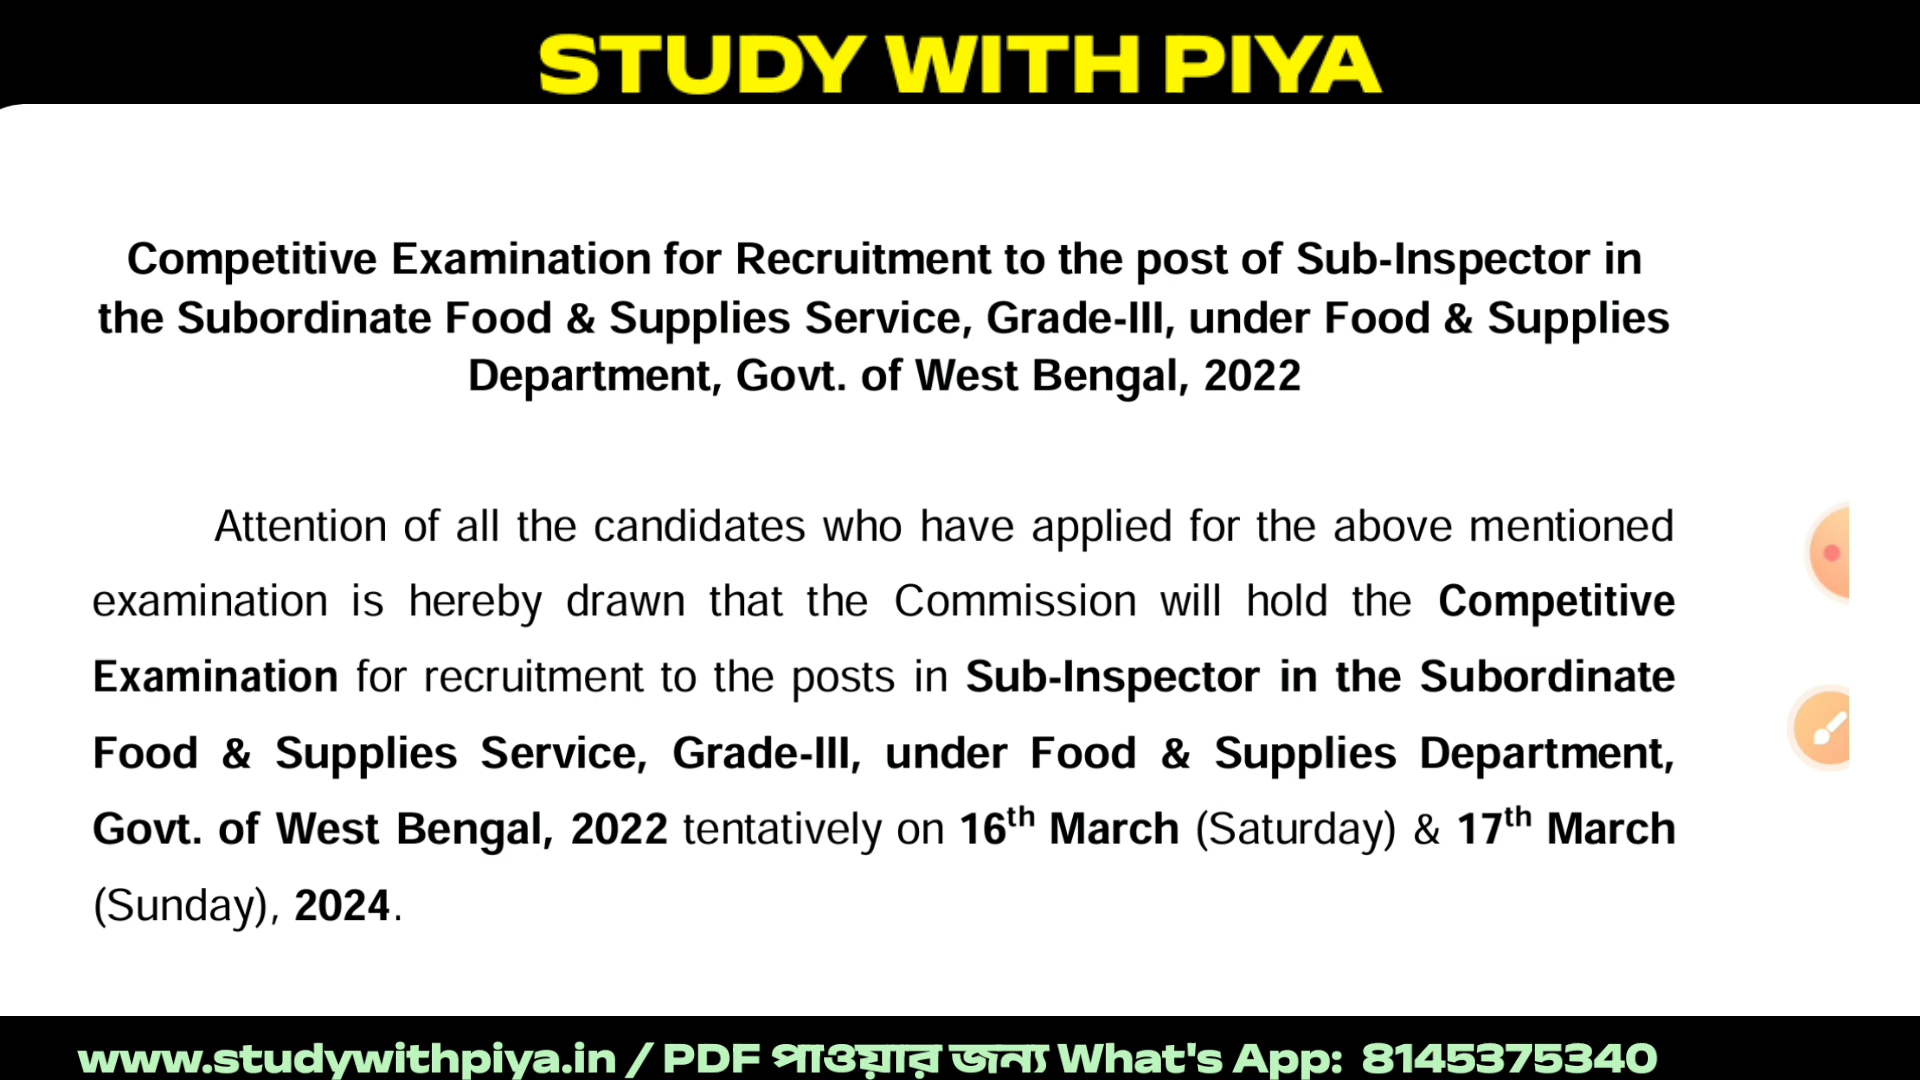 STUDY WITH PIYA
Competitive Examination for Recruitment to the post of Sub-Inspector in
the Subordinate Food & Supplies Service, Grade-III, under Food & Supplies
Department, Govt. of West Bengal, 2022
Attention of all the candidates who have applied for the above mentioned
examination is hereby drawn that the Commission will hold the Competitive
Examination for recruitment to the posts in Sub-Inspector in the Subordinate
Food & Supplies Service, Grade-III, under Food & Supplies Department,
Govt. of West Bengal, 2022 tentatively on 16th March (Saturday) & 17th March
(Sunday), 2024.
www.studywithpiya.in / PDF পাওয়ার জন্য What's App: 8145375340